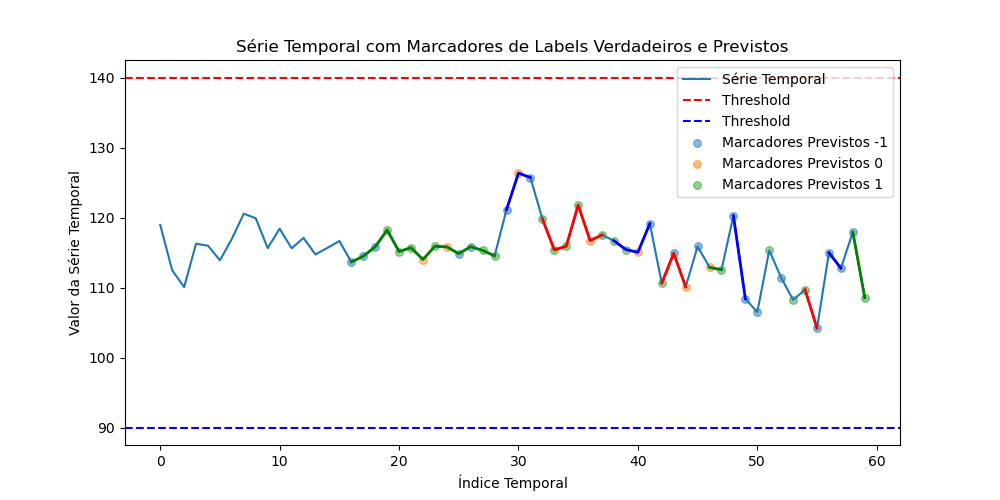 Série Temporal com Marcadores de Labels Verdadeiros e Previstos
Valor da Série Temporal
140
130
120
110
100
90
Série Temporal
Threshold
Threshold
Marcadores Previstos -1
Marcadores Previstos 0
Marcadores Previstos 1
0
10
20
30
40
50
60
Índice Temporal